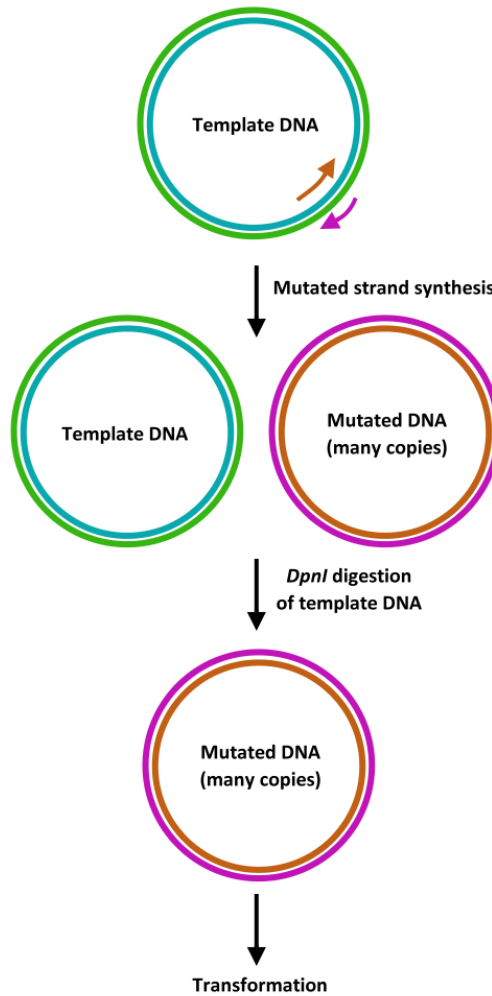 Template DNA
Mutated strand synthesis
Template DNA
Mutated DNA
(many copies)
DpnI digestion
of template DNA
Mutated DNA
(many copies)
Transformation